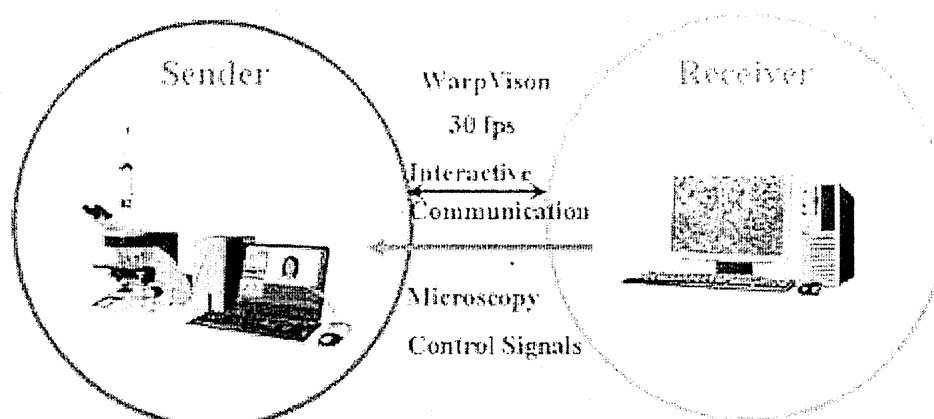 Sender
WarpVison
30 fps
Interactive
Communication
Microscopy
Control Signals
Receiver